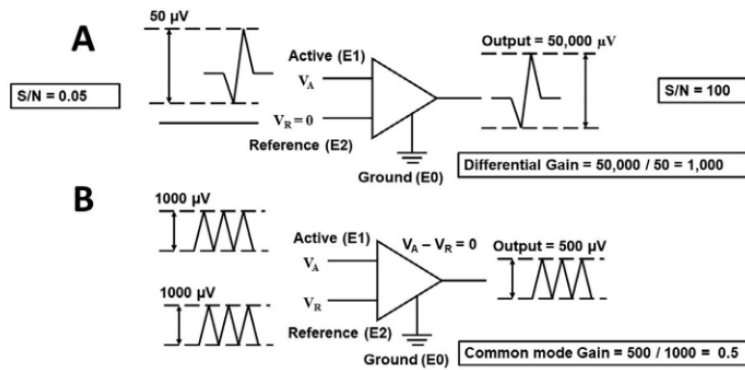 A
50 µV
S/N = 0.05
Active (E1)
V_A
V_R = 0
Reference (E2)
Ground (E0)
Output = 50,000 µV
S/N = 100
Differential Gain = 50,000 / 50 = 1,000
B
1000 µV
1000 µV
Active (E1)
V_A
V_R
Reference (E2)
Ground (E0)
V_A – V_R = 0
Output = 500 µV
Common mode Gain = 500 / 1000 = 0.5